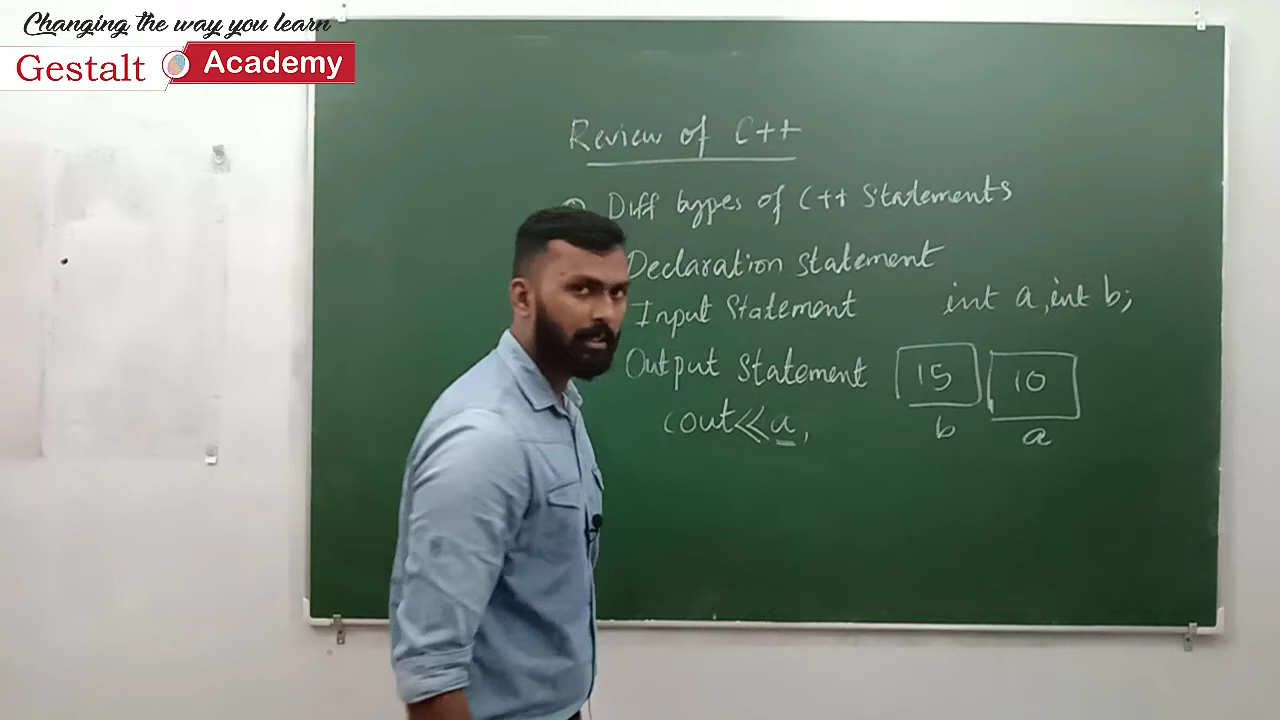 Changing the way you learn
Gestalt Academy
Review of C++
Diff types of C++ Statements
Declaration statement
Input Statement
int a,int b;
Output statement
15
10
cout<<a,
b
a